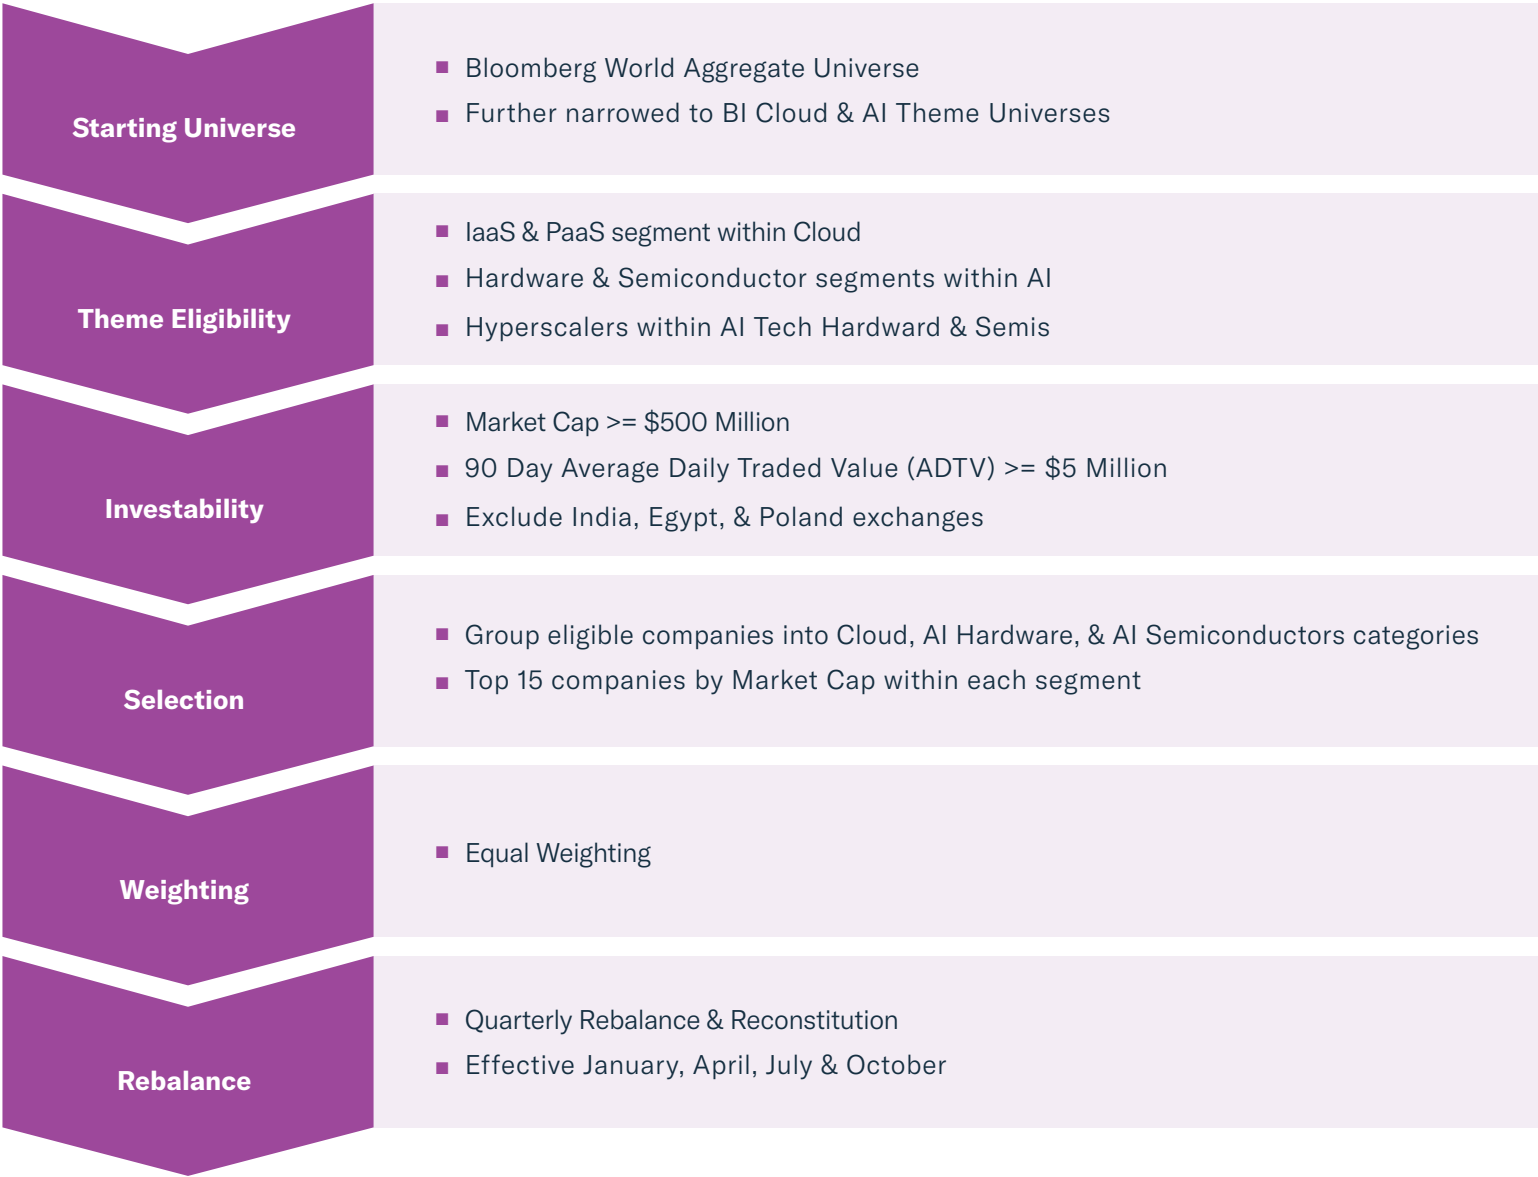 Starting Universe
Bloomberg World Aggregate Universe
Further narrowed to BI Cloud & AI Theme Universes
Theme Eligibility
IaaS & PaaS segment within Cloud
Hardware & Semiconductor segments within AI
Hyperscalers within AI Tech Hardward & Semis
Investability
Market Cap >= $500 Million
90 Day Average Daily Traded Value (ADTV) >= $5 Million
Exclude India, Egypt, & Poland exchanges
Selection
Group eligible companies into Cloud, AI Hardware, & AI Semiconductors categories
Top 15 companies by Market Cap within each segment
Weighting
Equal Weighting
Rebalance
Quarterly Rebalance & Reconstitution
Effective January, April, July & October